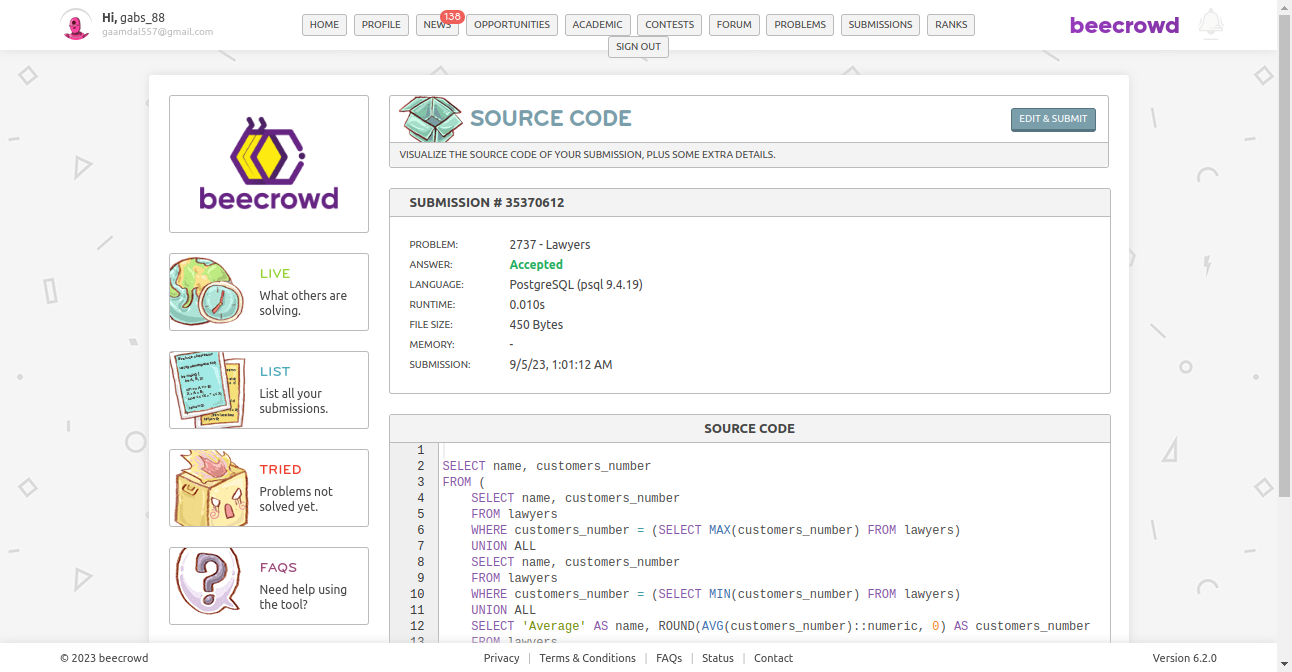 Hi, gabs_88
gaamdal557@gmail.com
HOME
PROFILE
NEWS
138
OPPORTUNITIES
ACADEMIC
CONTESTS
FORUM
PROBLEMS
SUBMISSIONS
RANKS
SIGN OUT
beecrowd
beecrowd
LIVE
What others are
solving.
LIST
List all your
submissions.
TRIED
Problems not
solved yet.
FAQS
Need help using
the tool?
SOURCE CODE
EDIT & SUBMIT
VISUALIZE THE SOURCE CODE OF YOUR SUBMISSION, PLUS SOME EXTRA DETAILS.
SUBMISSION # 35370612
PROBLEM: 2737 - Lawyers
ANSWER: Accepted
LANGUAGE: PostgreSQL (psql 9.4.19)
RUNTIME: 0.010s
FILE SIZE: 450 Bytes
MEMORY: -
SUBMISSION: 9/5/23, 1:01:12 AM
SOURCE CODE
1
2 SELECT name, customers_number
3 FROM (
4     SELECT name, customers_number
5     FROM lawyers
6     WHERE customers_number = (SELECT MAX(customers_number) FROM lawyers)
7     UNION ALL
8     SELECT name, customers_number
9     FROM lawyers
10     WHERE customers_number = (SELECT MIN(customers_number) FROM lawyers)
11     UNION ALL
12     SELECT 'Average' AS name, ROUND(AVG(customers_number)::numeric, 0) AS customers_number
13     FROM lawyers
© 2023 beecrowd
Privacy | Terms & Conditions | FAQs | Status | Contact
Version 6.2.0